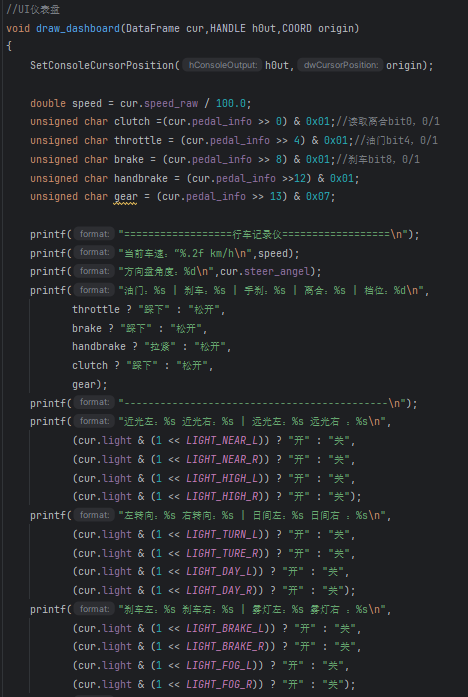 //UI仪表盘
void draw_dashboard(DataFrame cur,HANDLE hOut,COORD origin)
{
    SetConsoleCursorPosition( hConsoleOutput: hOut, dwCursorPosition: origin);

    double speed = cur.speed_raw / 100.0;
    unsigned char clutch =(cur.pedal_info >> 0) & 0x01;//读取离合bit0，0/1
    unsigned char throttle = (cur.pedal_info >> 4) & 0x01;//油门bit4，0/1
    unsigned char brake = (cur.pedal_info >> 8) & 0x01;//刹车bit8，0/1
    unsigned char handbrake = (cur.pedal_info >>12) & 0x01;
    unsigned char gear = (cur.pedal_info >> 13) & 0x07;

    printf( format: "==================行车记录仪==================\n");
    printf( format: "当前车速：%.2f km/h\n",speed);
    printf( format: "方向盘角度：%d\n",cur.steer_angel);
    printf( format: "油门：%s | 刹车：%s | 手刹：%s | 离合：%s | 档位：%d\n",
           throttle ? "踩下" : "松开",
           brake ? "踩下" : "松开",
           handbrake ? "拉紧" : "松开",
           clutch ? "踩下" : "松开",
           gear);
    printf( format: "--------------------------------------------\n");
    printf( format: "近光左：%s 近光右：%s | 远光左：%s 远光右 ：%s\n",
           (cur.light & (1 << LIGHT_NEAR_L)) ? "开" : "关",
           (cur.light & (1 << LIGHT_NEAR_R)) ? "开" : "关",
           (cur.light & (1 << LIGHT_HIGH_L)) ? "开" : "关",
           (cur.light & (1 << LIGHT_HIGH_R)) ? "开" : "关");
    printf( format: "左转向：%s 右转向：%s | 日间左：%s 日间右 ：%s\n",
           (cur.light & (1 << LIGHT_TURN_L)) ? "开" : "关",
           (cur.light & (1 << LIGHT_TURE_R)) ? "开" : "关",
           (cur.light & (1 << LIGHT_DAY_L)) ? "开" : "关",
           (cur.light & (1 << LIGHT_DAY_R)) ? "开" : "关");
    printf( format: "刹车左：%s 刹车右：%s | 雾灯左：%s 雾灯右 ：%s\n",
           (cur.light & (1 << LIGHT_BRAKE_L)) ? "开" : "关",
           (cur.light & (1 << LIGHT_BRAKE_R)) ? "开" : "关",
           (cur.light & (1 << LIGHT_FOG_L)) ? "开" : "关",
           (cur.light & (1 << LIGHT_FOG_R)) ? "开" : "关");